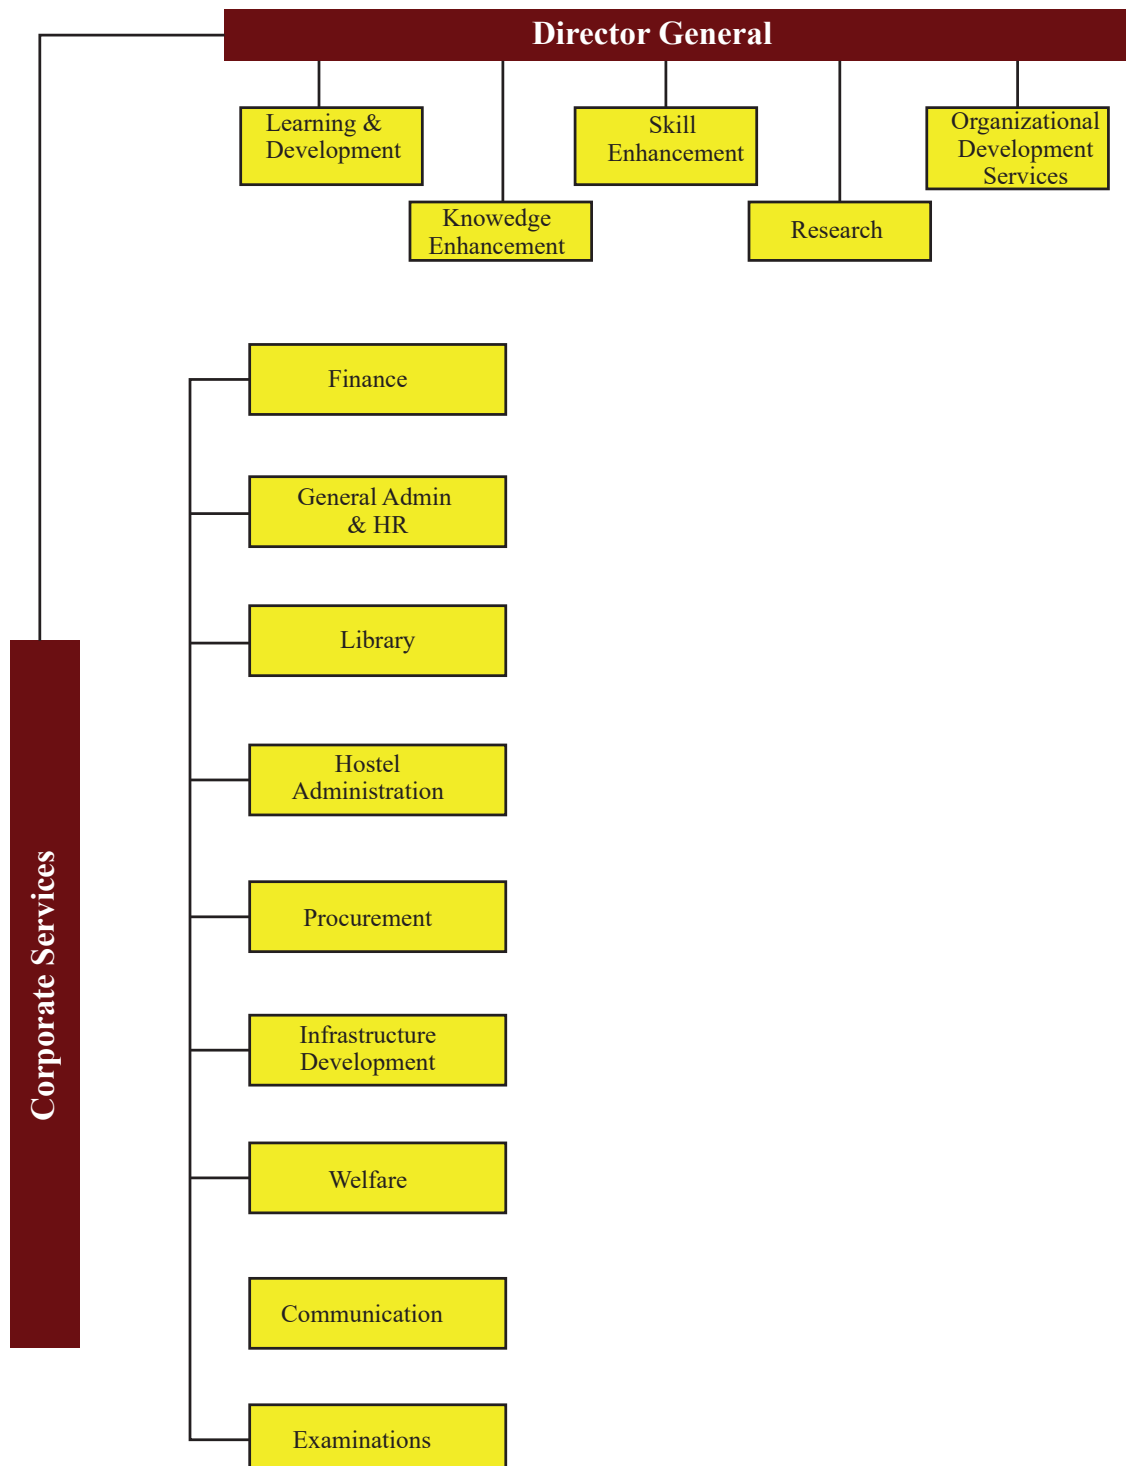 Director General
Learning &
Development
Skill
Enhancement
Organizational
Development
Services
Knowedge
Enhancement
Research
Finance
General Admin
& HR
Library
Hostel
Administration
Procurement
Infrastructure
Development
Welfare
Communication
Examinations
Corporate Services